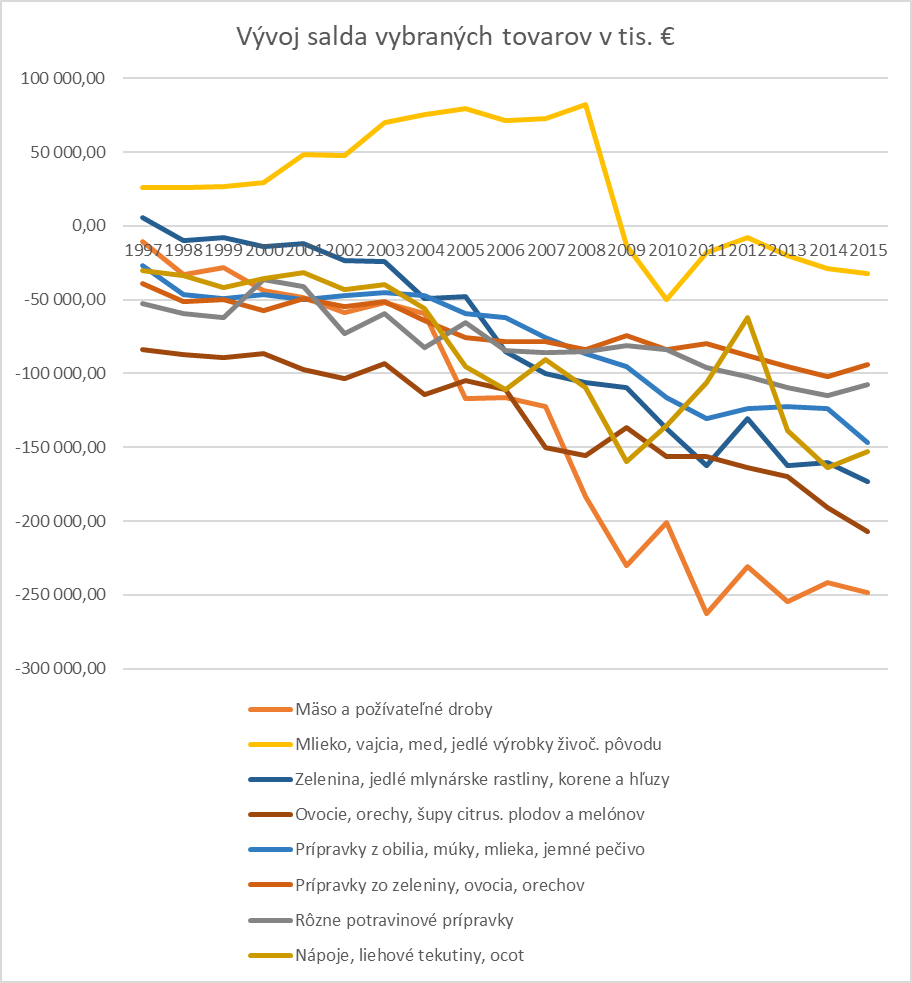 Vývoj salda vybraných tovarov v tis. €
100 000,00
50 000,00
0,00
1997 1998 1999 2000 2001 2002 2003 2004 2005 2006 2007 2008 2009 2010 2011 2012 2013 2014 2015
-50 000,00
-100 000,00
-150 000,00
-200 000,00
-250 000,00
-300 000,00
Mäso a požívateľné droby
Mlieko, vajcia, med, jedlé výrobky živoč. pôvodu
Zelenina, jedlé mlynárske rastliny, korene a hľuzy
Ovocie, orechy, šupy citrus. plodov a melónov
Prípravky z obilia, múky, mlieka, jemné pečivo
Prípravky zo zeleniny, ovocia, orechov
Rôzne potravinové prípravky
Nápoje, liehové tekutiny, ocot